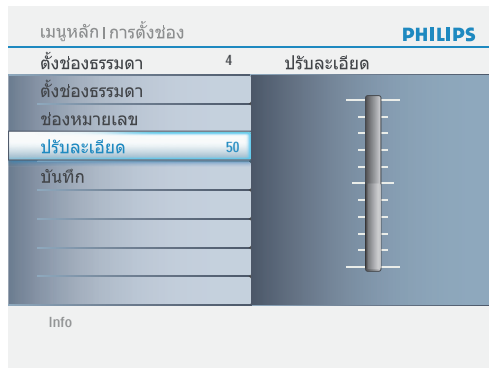 เมนูหลัก | การตั้งช่อง PHILIPS
ตั้งช่องธรรมดา 4 ปรับละเอียด
ตั้งช่องธรรมดา
ช่องหมายเลข
ปรับละเอียด 50
บันทึก
Info